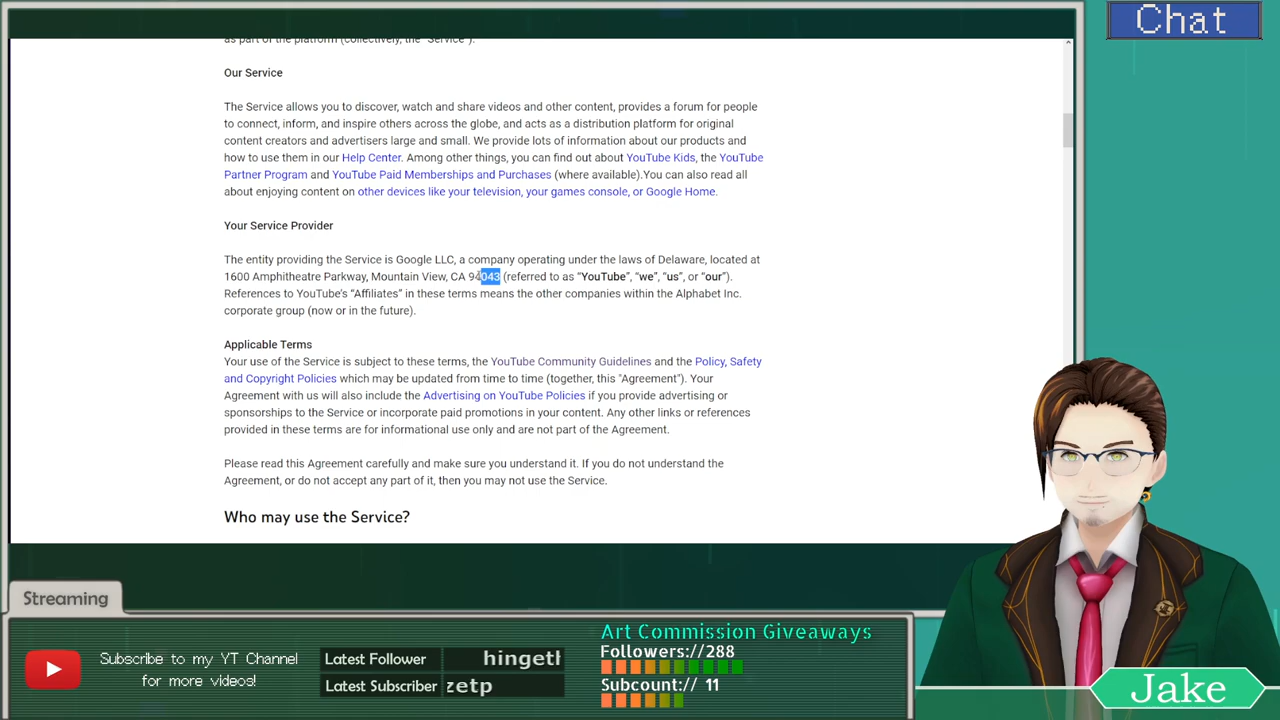 Chat
as part of the platform (collectively, the “Service”).
Our Service
The Service allows you to discover, watch and share videos and other content, provides a forum for people
to connect, inform, and inspire others across the globe, and acts as a distribution platform for original
content creators and advertisers large and small. We provide lots of information about our products and
how to use them in our Help Center. Among other things, you can find out about YouTube Kids, the YouTube
Partner Program and YouTube Paid Memberships and Purchases (where available).You can also read all
about enjoying content on other devices like your television, your games console, or Google Home.
Your Service Provider
The entity providing the Service is Google LLC, a company operating under the laws of Delaware, located at
1600 Amphitheatre Parkway, Mountain View, CA 94043 (referred to as “YouTube”, “we”, “us”, or “our”).
References to YouTube’s “Affiliates” in these terms means the other companies within the Alphabet Inc.
corporate group (now or in the future).
Applicable Terms
Your use of the Service is subject to these terms, the YouTube Community Guidelines and the Policy, Safety
and Copyright Policies which may be updated from time to time (together, this "Agreement"). Your
Agreement with us will also include the Advertising on YouTube Policies if you provide advertising or
sponsorships to the Service or incorporate paid promotions in your content. Any other links or references
provided in these terms are for informational use only and are not part of the Agreement.
Please read this Agreement carefully and make sure you understand it. If you do not understand the
Agreement, or do not accept any part of it, then you may not use the Service.
Who may use the Service?
Streaming
Subscribe to my YT Channel
for more videos!
Latest Follower
Latest Subscriber zetp
Art Commission Giveaways
Followers://288
Subcount:// 11
Jake